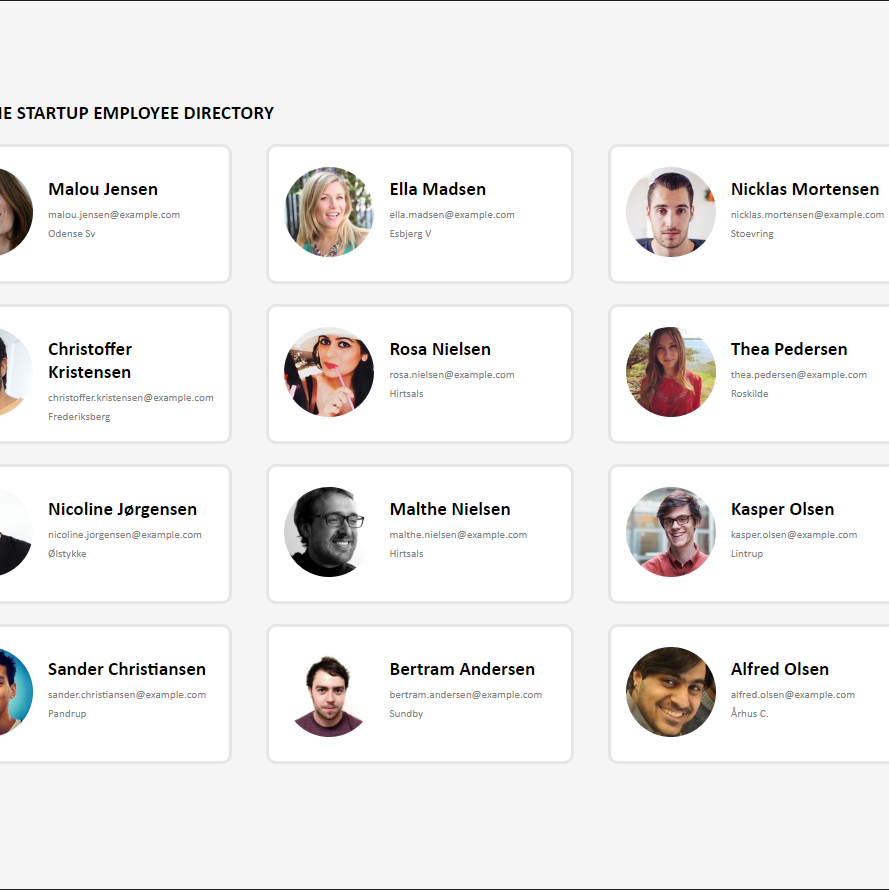 STARTUP EMPLOYEE DIRECTORY
Malou Jensen
malou.jensen@example.com
Odense Sv
Ella Madsen
ella.madsen@example.com
Esbjerg V
Nicklas Mortensen
nicklas.mortensen@example.com
Stoevring
Christoffer
Kristensen
christoffer.kristensen@example.com
Frederiksberg
Rosa Nielsen
rosa.nielsen@example.com
Hirtsals
Thea Pedersen
thea.pedersen@example.com
Roskilde
Nicoline Jørgensen
nicoline.jorgensen@example.com
Ølstykke
Malthe Nielsen
malthe.nielsen@example.com
Hirtsals
Kasper Olsen
kasper.olsen@example.com
Lintrup
Sander Christiansen
sander.christiansen@example.com
Pandrup
Bertram Andersen
bertram.andersen@example.com
Sundby
Alfred Olsen
alfred.olsen@example.com
Århus C.